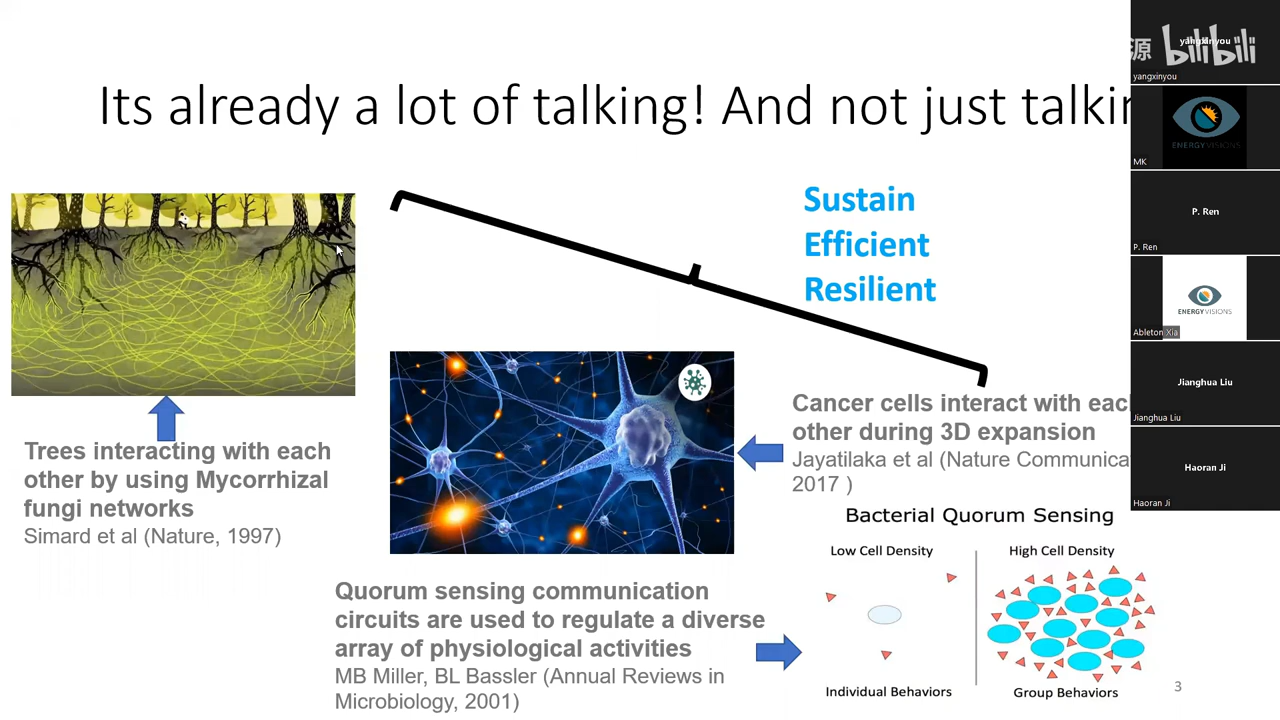 Its already a lot of talking! And not just talkin
Sustain
Efficient
Resilient
Trees interacting with each
other by using Mycorrhizal
fungi networks
Simard et al (Nature, 1997)
Cancer cells interact with each
other during 3D expansion
Jayatilaka et al (Nature Communica
2017 )
Quorum sensing communication
circuits are used to regulate a diverse
array of physiological activities
MB Miller, BL Bassler (Annual Reviews in
Microbiology, 2001)
Bacterial Quorum Sensing
Low Cell Density
High Cell Density
Individual Behaviors
Group Behaviors
3
源 bilibili
yangxinyou
yangxinyou
ENERGYVISIONS
MK
P. Ren
P. Ren
ENERGYVISIONS
Ableton Xia
Jianghua Liu
Jianghua Liu
Haoran Ji
Haoran Ji